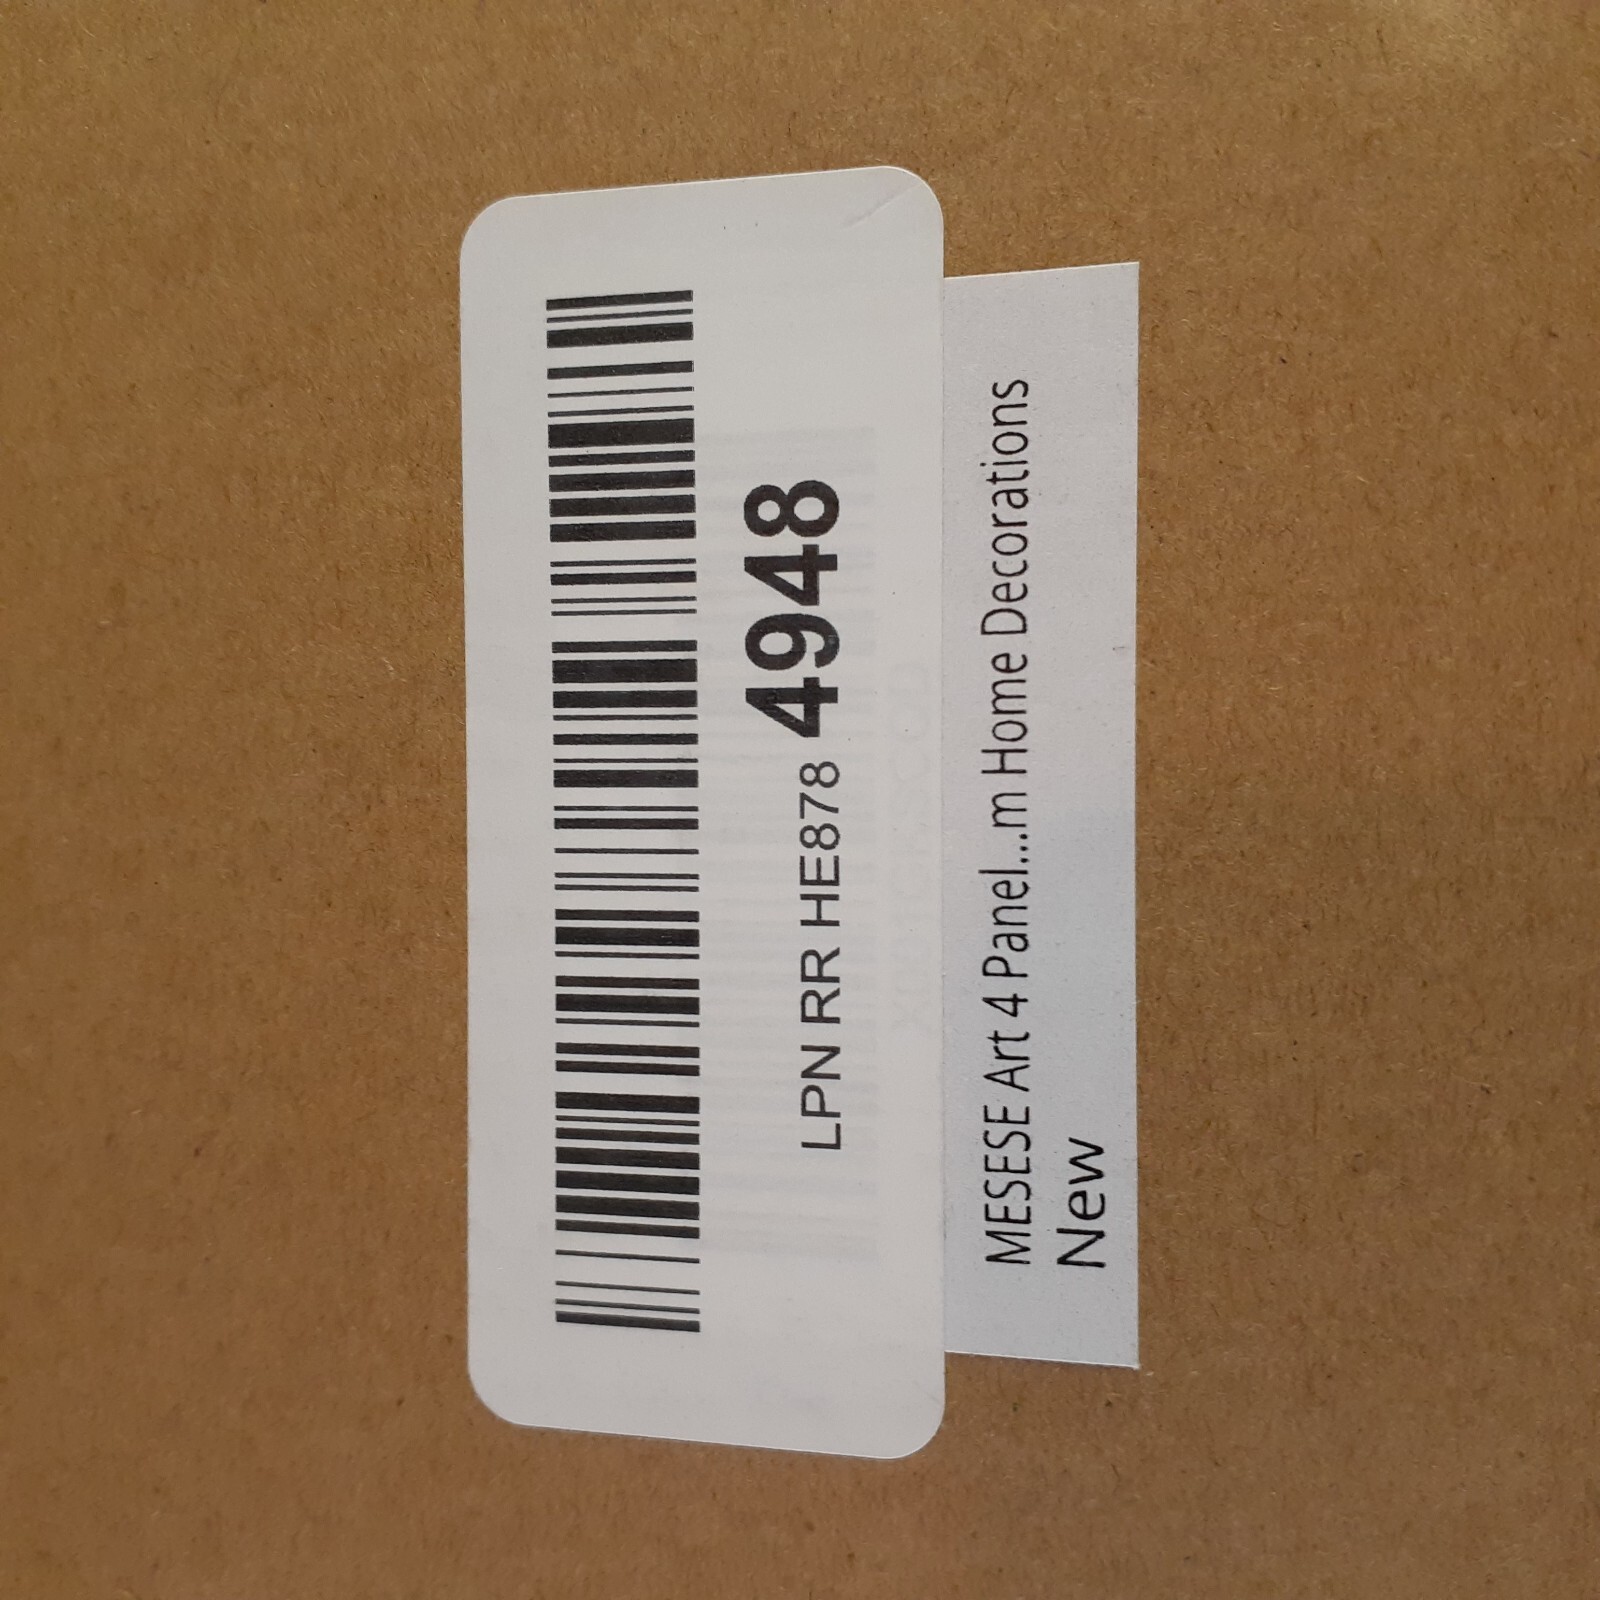 LPN RR HE878 4948
MESESE Art 4 Panel...m Home Decorations
New